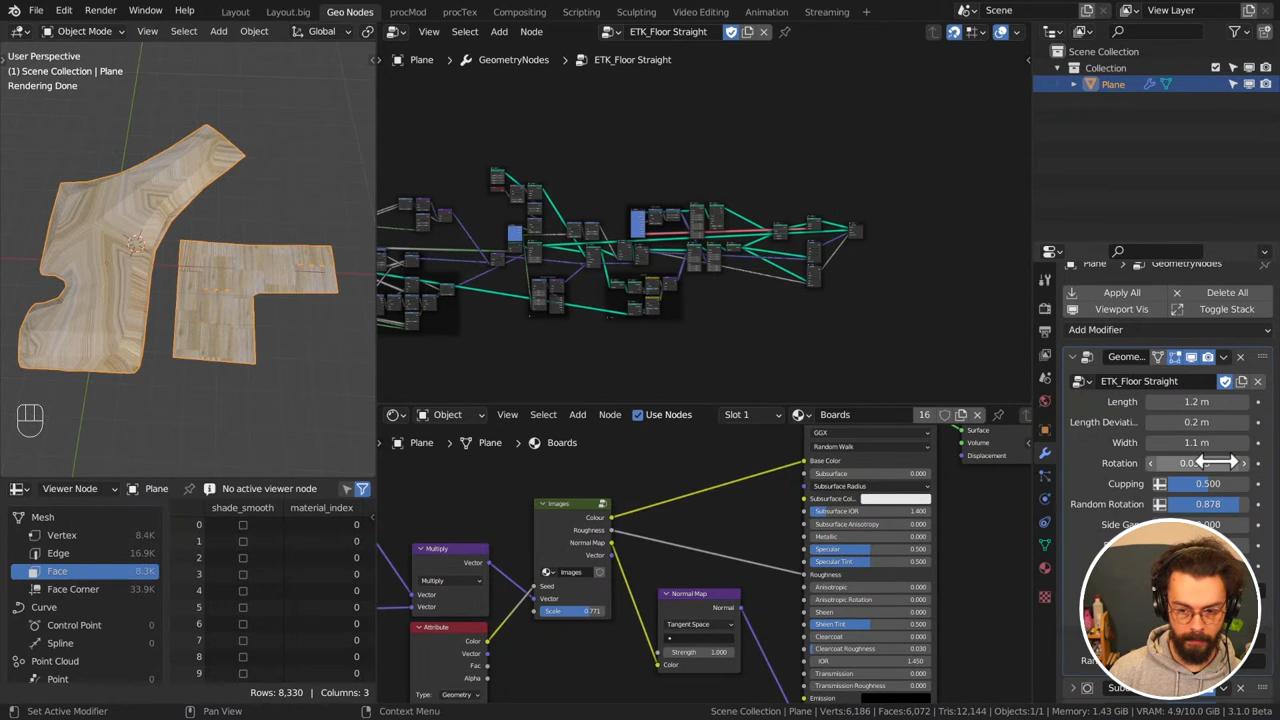 File Edit Render Window Help Layout Layout.big Geo Nodes procMod procTex Compositing Scripting Sculpting Video Editing Animation Streaming Scene View Layer
Object Mode View Select Add Object Global
View Select Add Node ETK_Floor Straight
User Perspective
(1) Scene Collection | Plane
Rendering Done
Plane GeometryNodes ETK_Floor Straight
Scene Collection
Collection
Plane
Plane GeometryNodes
Apply All Delete All
Viewport Vis Toggle Stack
Add Modifier
Geome...
ETK_Floor Straight
Length 1.2 m
Length Deviati... 0.2 m
Width 1.1 m
Rotation
Cupping 0.500
Random Rotation 0.878
Object View Select Add Node Use Nodes Slot 1 Boards 16
Plane Plane Boards
GGX
Random Walk
Base Color
Subsurface 0.000
Subsurface Radius
Subsurface Col...
Subsurface IOR 1.400
Subsurface Anisotropy 0.000
Metallic 0.000
Specular 0.500
Specular Tint 0.500
Roughness
Anisotropic 0.000
Anisotropic Rotation 0.000
Sheen 0.000
Sheen Tint 0.500
Clearcoat 0.000
Clearcoat Roughness 0.030
IOR 1.450
Transmission 0.000
Transmission Roughness 0.000
Emission
Surface
Volume
Displacement
Images
Colour
Roughness
Normal Map
Vector
Images
Seed
Vector
Scale 0.771
Multiply
Vector
Multiply
Vector
Vector
Attribute
Color
Vector
Fac
Alpha
Type: Geometry
Normal Map
Normal
Tangent Space
Strength 1.000
Color
Viewer Node Plane No active viewer node
Mesh
Vertex 8.4K
Edge 16.9K
Face 8.3K
Face Corner
Curve
Control Point
Spline
Point Cloud
Point
shade_smooth material_index
0 0
1 0
2 0
3 0
4 0
5 0
6 0
7 0
8 0
9 0
Rows: 8,330 | Columns: 3
Set Active Modifier Pan View Context Menu Scene Collection | Plane | Verts:6,186 | Faces:6,072 | Tris:12,144 | Objects:1/1 | Memory: 1.43 GiB | VRAM: 4.9/10.0 GiB | 3.1.0 Beta